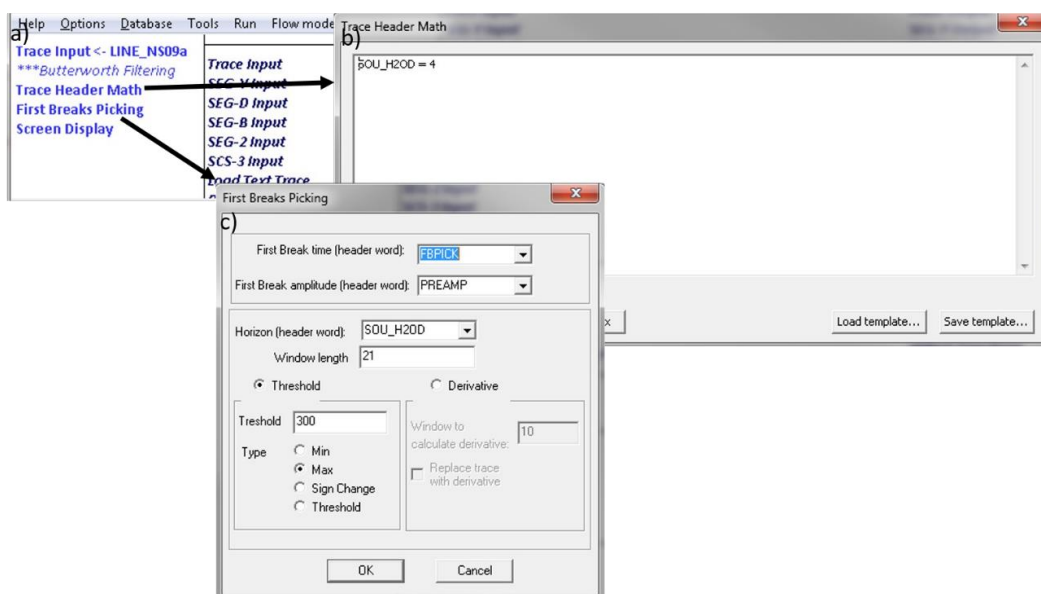 Help Options Database Tools Run Flow mode
a)
Trace Input <- LINE_NS09a
***Butterworth Filtering
Trace Header Math
First Breaks Picking
Screen Display
Trace Input
SEG-Y Input
SEG-D Input
SEG-B Input
SEG-2 Input
SCS-3 Input
Load Text Trace
Trace Header Math
b)
SOU_H2OD = 4
x
Load template...
Save template...
First Breaks Picking
c)
First Break time (header word): FBPICK
First Break amplitude (header word): PREAMP
Horizon (header word): SOU_H2OD
Window length 21
Threshold
Derivative
Treshold 300
Type
Min
Max
Sign Change
Threshold
Window to
calculate derivative: 10
Replace trace
with derivative
OK
Cancel